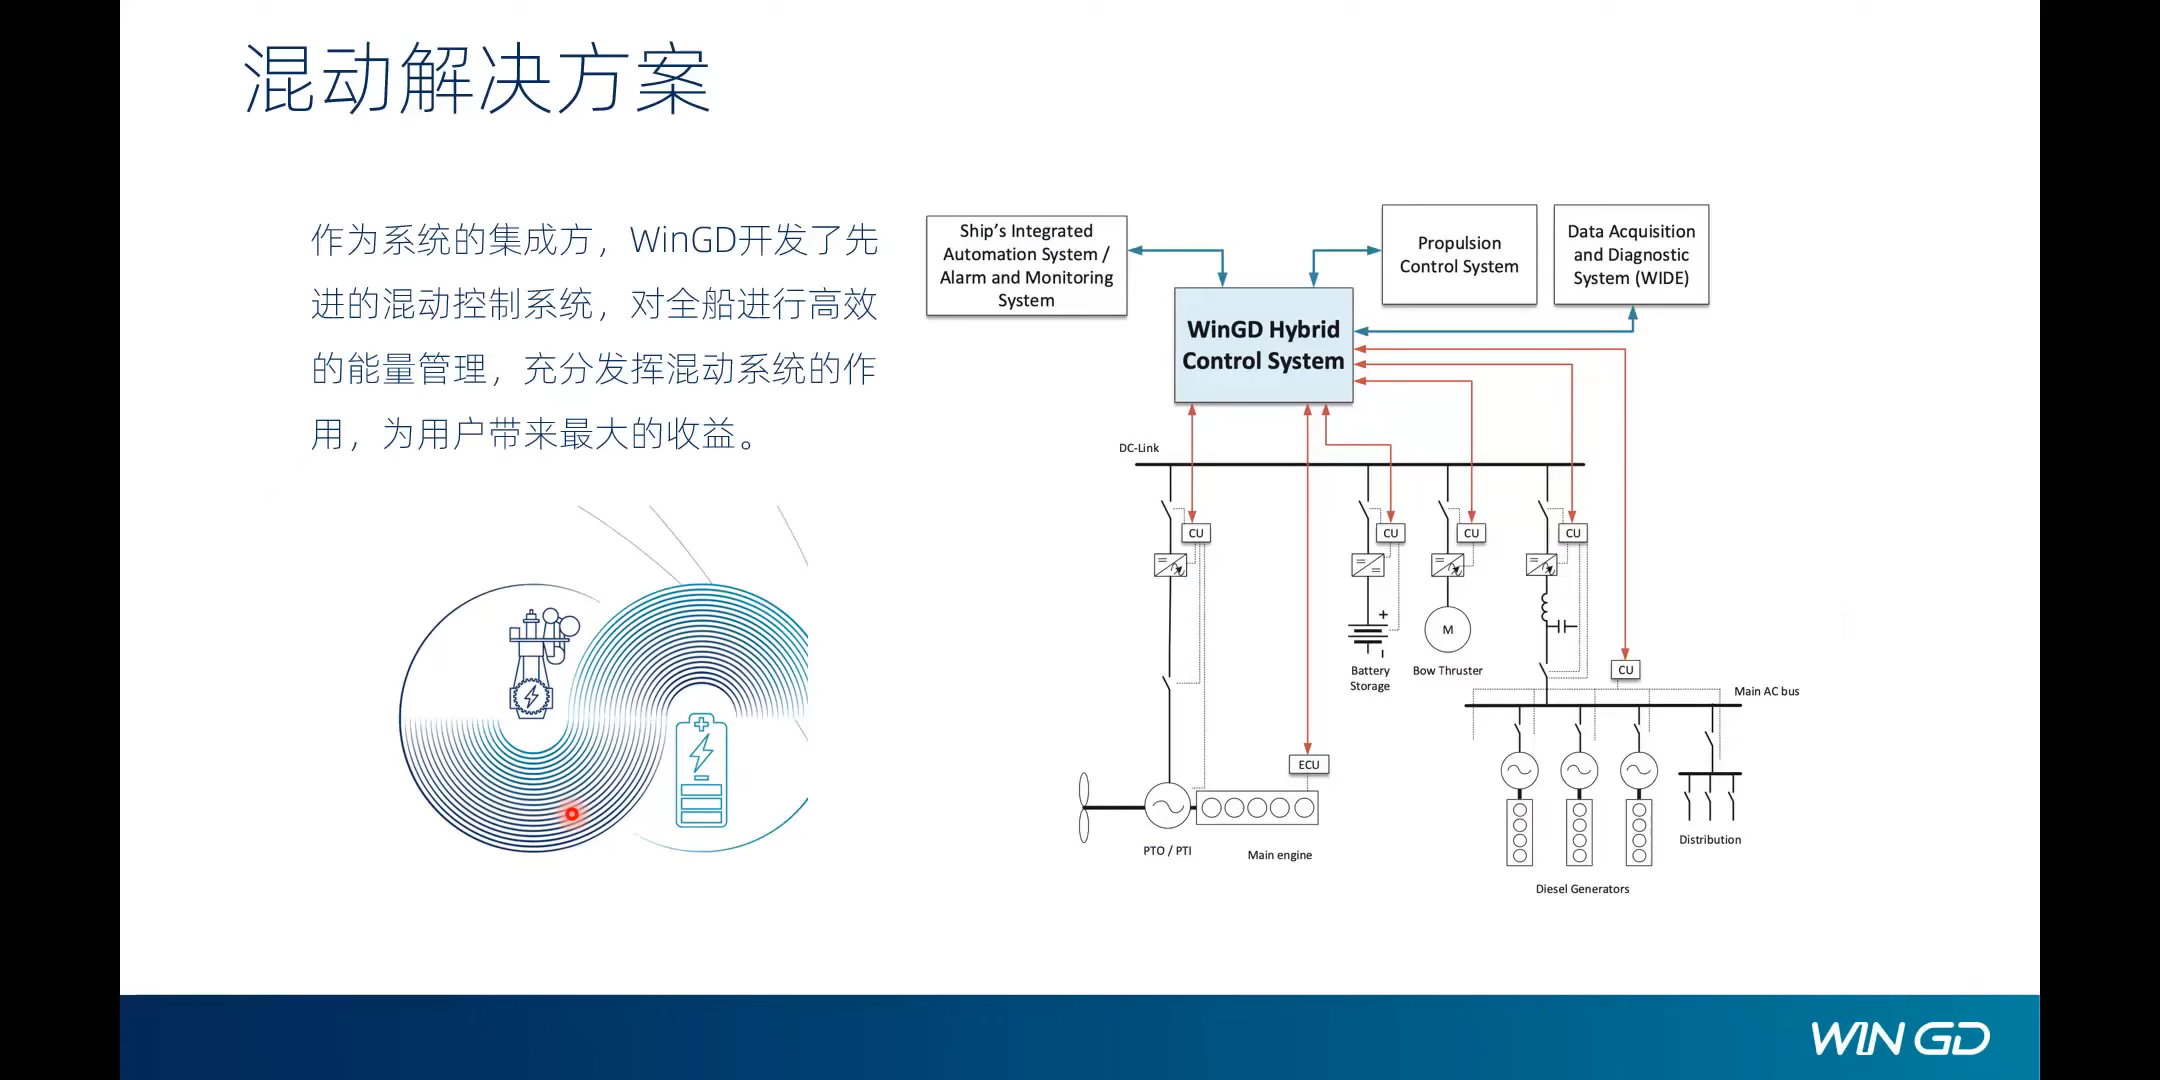 混动解决方案
作为系统的集成方，WinGD开发了先
进的混动控制系统，对全船进行高效
的能量管理，充分发挥混动系统的作
用，为用户带来最大的收益。
Ship's Integrated
Automation System /
Alarm and Monitoring
System
Propulsion
Control System
Data Acquisition
and Diagnostic
System (WIDE)
WinGD Hybrid
Control System
DC-Link
CU
CU
CU
CU
+
M
Battery
Storage
Bow Thruster
CU
Main AC bus
ECU
PTO / PTI
Main engine
Distribution
Diesel Generators
WIN GD